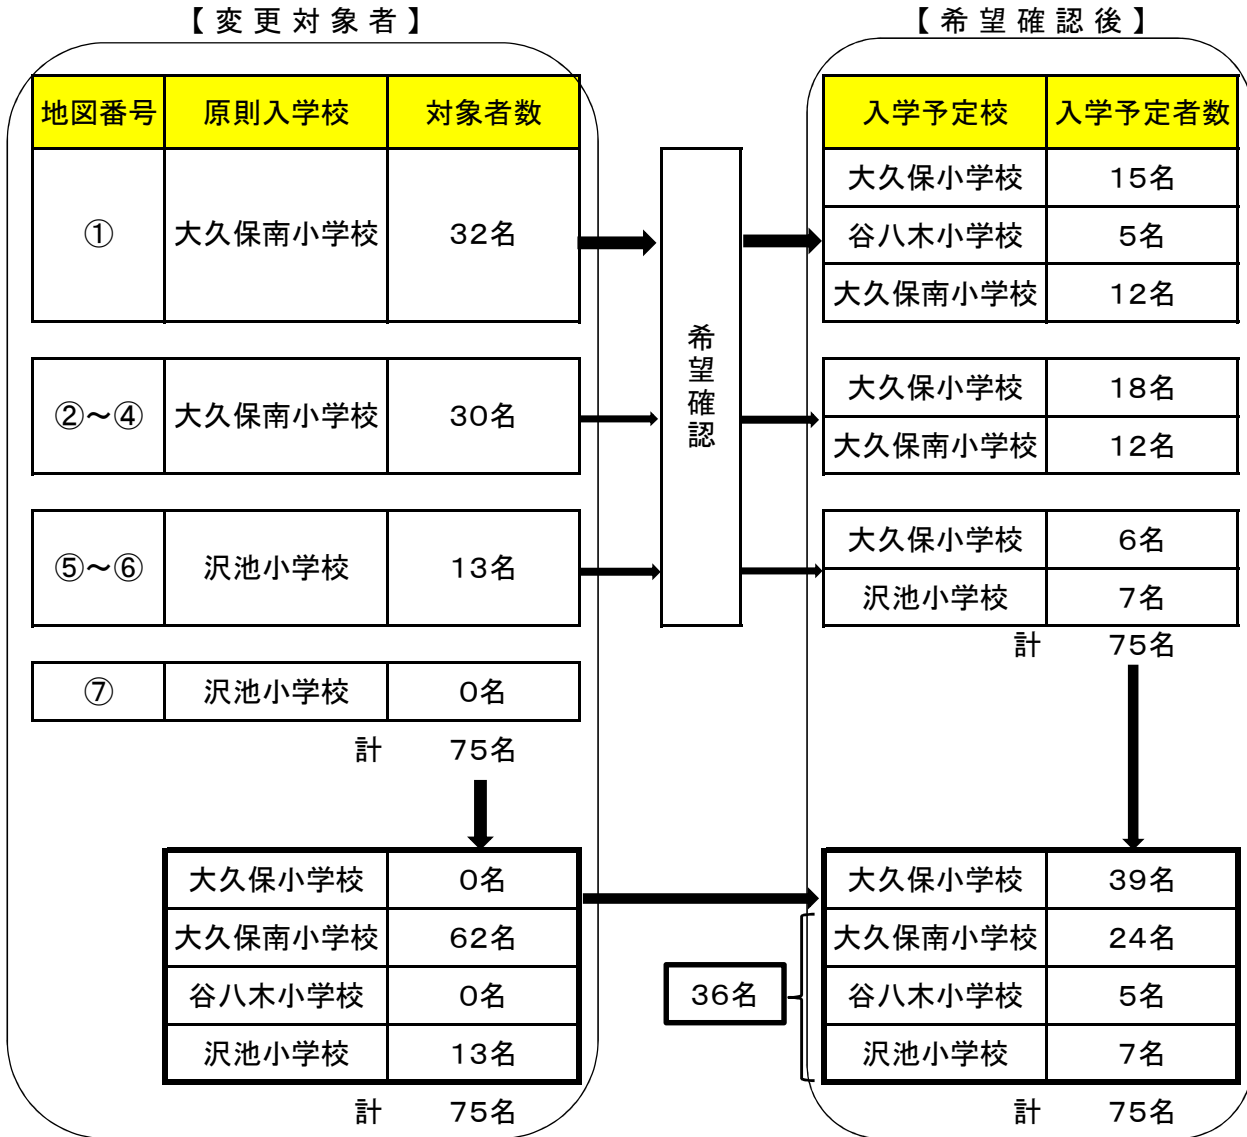 【変更対象者】
地図番号 原則入学校 対象者数
① 大久保南小学校 32名
②～④ 大久保南小学校 30名
⑤～⑥ 沢池小学校 13名
⑦ 沢池小学校 0名
計 75名
大久保小学校 0名
大久保南小学校 62名
谷八木小学校 0名
沢池小学校 13名
計 75名
希望確認
【希望確認後】
入学予定校 入学予定者数
大久保小学校 15名
谷八木小学校 5名
大久保南小学校 12名
大久保小学校 18名
大久保南小学校 12名
大久保小学校 6名
沢池小学校 7名
計 75名
36名
大久保小学校 39名
大久保南小学校 24名
谷八木小学校 5名
沢池小学校 7名
計 75名